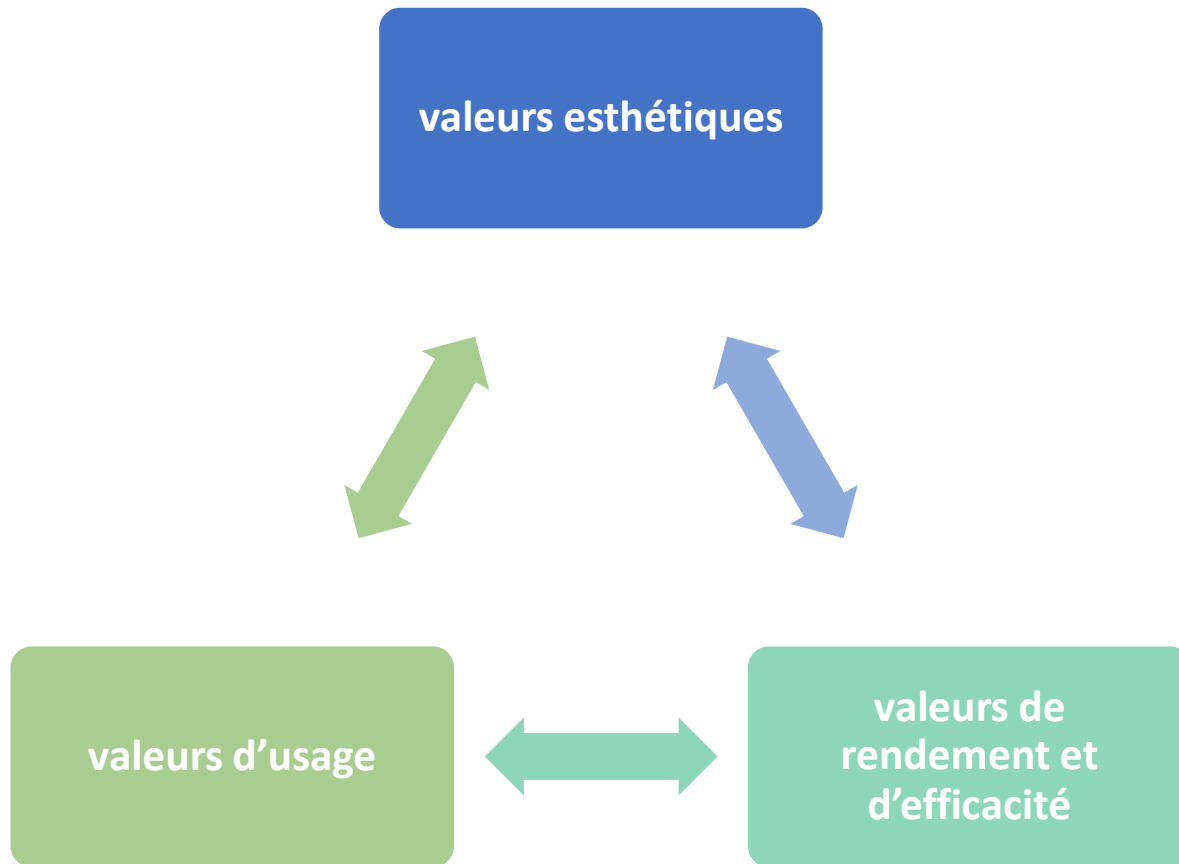 valeurs esthétiques
valeurs d’usage
valeurs de
rendement et
d’efficacité